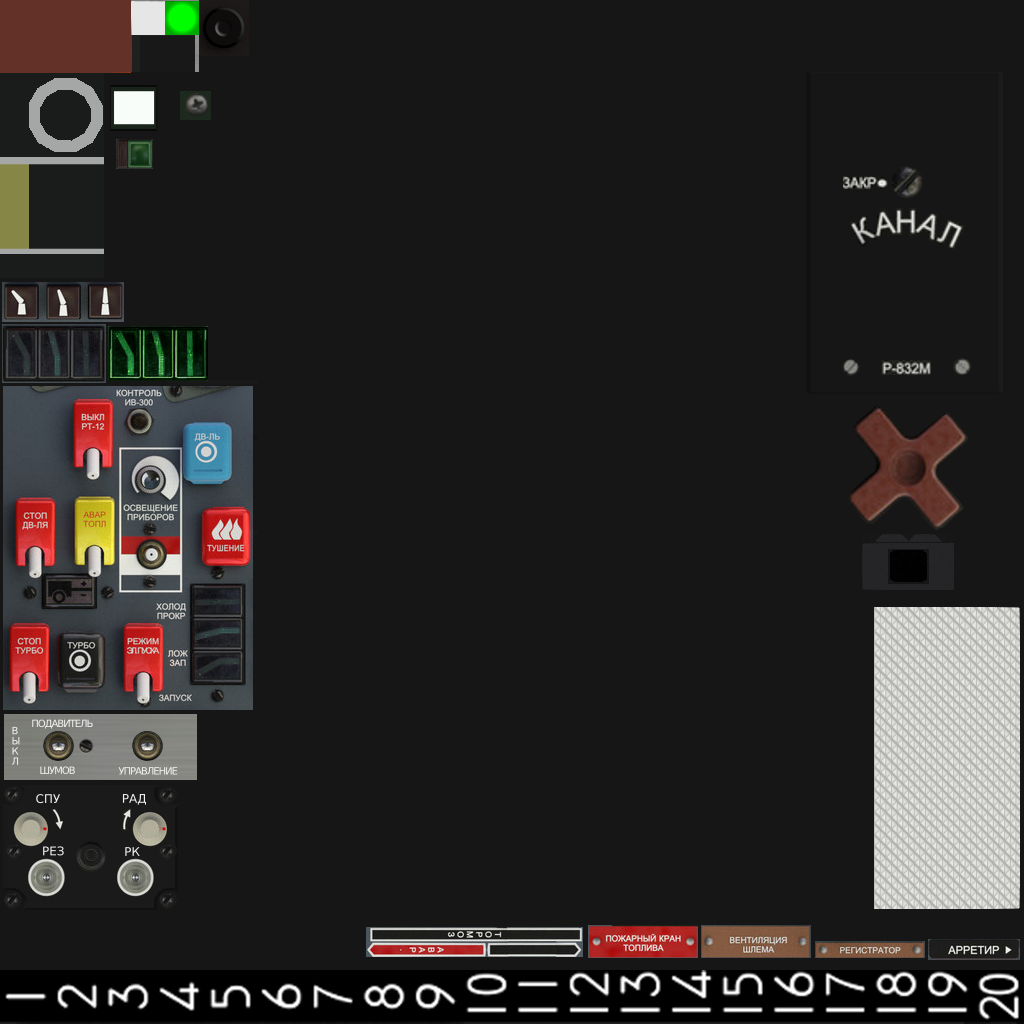 ЗАКР
КАНАЛ
Р-832М
КОНТРОЛЬ
ИВ-300
ВЫКЛ
РТ-12
ДВ-ЛЬ
ОСВЕЩЕНИЕ
ПРИБОРОВ
СТОП
ДВ-ЛЯ
АВАР
ТОПЛ
ТУШЕНИЕ
ХОЛОД
ПРОКР
СТОП
ТУРБО
ТУРБО
РЕЖИМ
ЛОЖ
ЗАП
ЗАПУСК
ВЫКЛ
ПОДАВИТЕЛЬ
ШУМОВ
УПРАВЛЕНИЕ
СПУ
РАД
РЕЗ
РК
ТОРМОЗ
АВАР.
ПОЖАРНЫЙ КРАН
ТОПЛИВА
ВЕНТИЛЯЦИЯ
ШЛЕМА
РЕГИСТРАТОР
АРРЕТИР
1 2 3 4 5 6 7 8 9 10 11 12 13 14 15 16 17 18 19 20